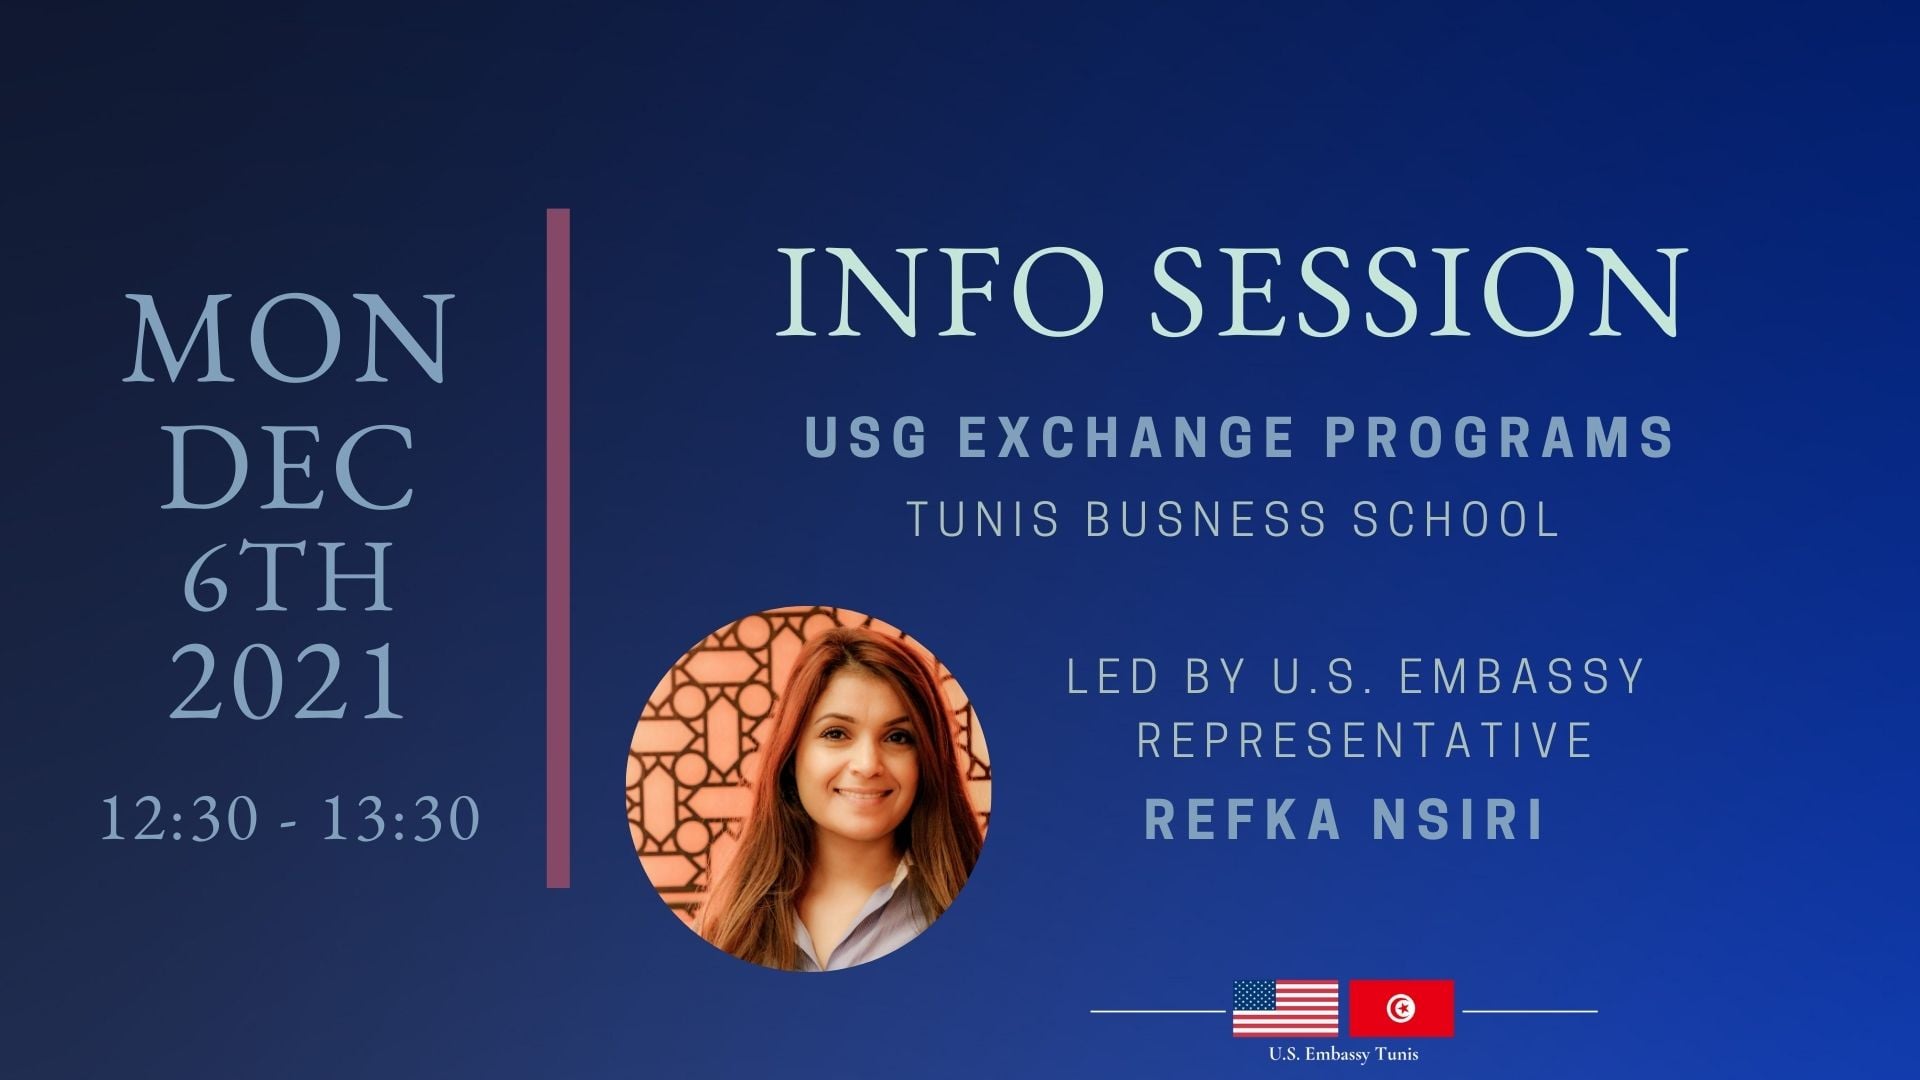 MON
DEC
6TH
2021
12:30 - 13:30
INFO SESSION
USG EXCHANGE PROGRAMS
TUNIS BUSNESS SCHOOL
LED BY U.S. EMBASSY
REPRESENTATIVE
REFKA NSIRI
U.S. Embassy Tunis